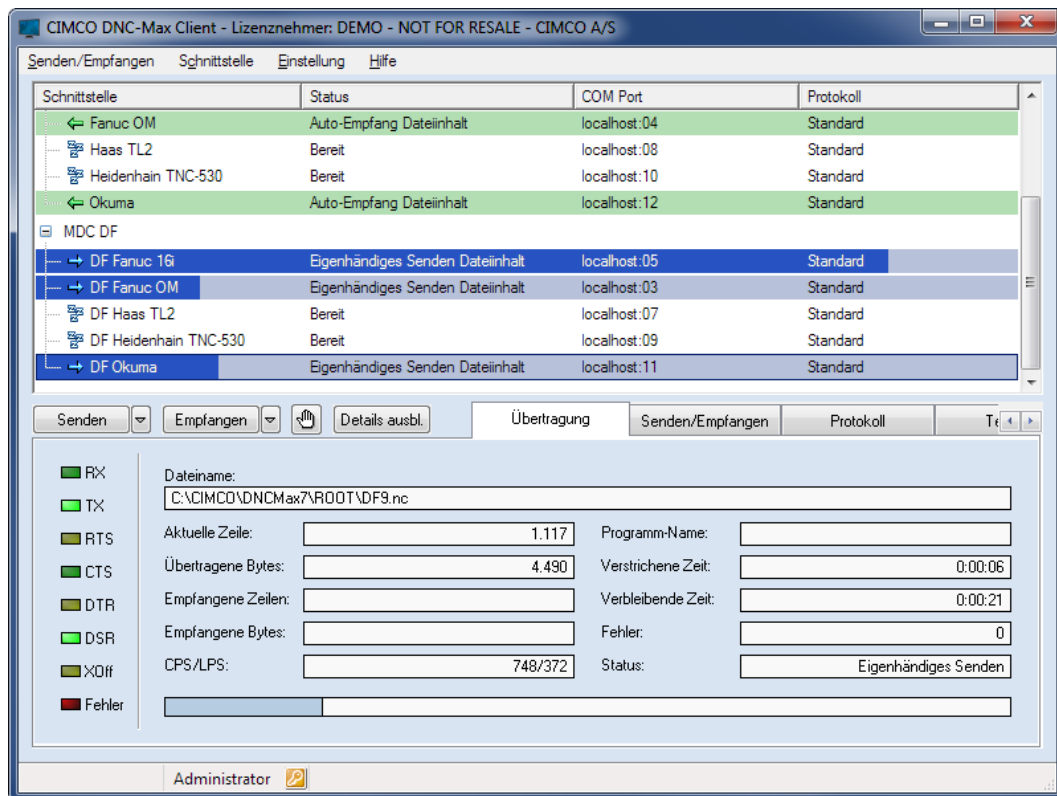 CIMCO DNC-Max Client - Lizenznehmer: DEMO - NOT FOR RESALE - CIMCO A/S
Senden/Empfangen Schnittstelle Einstellung Hilfe
Schnittstelle Status COM Port Protokoll
Fanuc OM Auto-Empfang Dateiinhalt localhost:04 Standard
Haas TL2 Bereit localhost:08 Standard
Heidenhain TNC-530 Bereit localhost:10 Standard
Okuma Auto-Empfang Dateiinhalt localhost:12 Standard
MDC DF
DF Fanuc 16i Eigenhändiges Senden Dateiinhalt localhost:05 Standard
DF Fanuc OM Eigenhändiges Senden Dateiinhalt localhost:03 Standard
DF Haas TL2 Bereit localhost:07 Standard
DF Heidenhain TNC-530 Bereit localhost:09 Standard
DF Okuma Eigenhändiges Senden Dateiinhalt localhost:11 Standard
Senden Empfangen Details ausbl. Übertragung Senden/Empfangen Protokoll
RX Dateiname:
TX C:\CIMCO\DNCMax7\ROOT\DF9.nc
RTS Aktuelle Zeile: 1.117 Programm-Name:
CTS Übertragene Bytes: 4.490 Verstrichene Zeit: 0:00:06
DTR Empfangene Zeilen: Verbleibende Zeit: 0:00:21
DSR Empfangene Bytes: Fehler: 0
XOff CPS/LPS: 748/372 Status: Eigenhändiges Senden
Fehler
Administrator